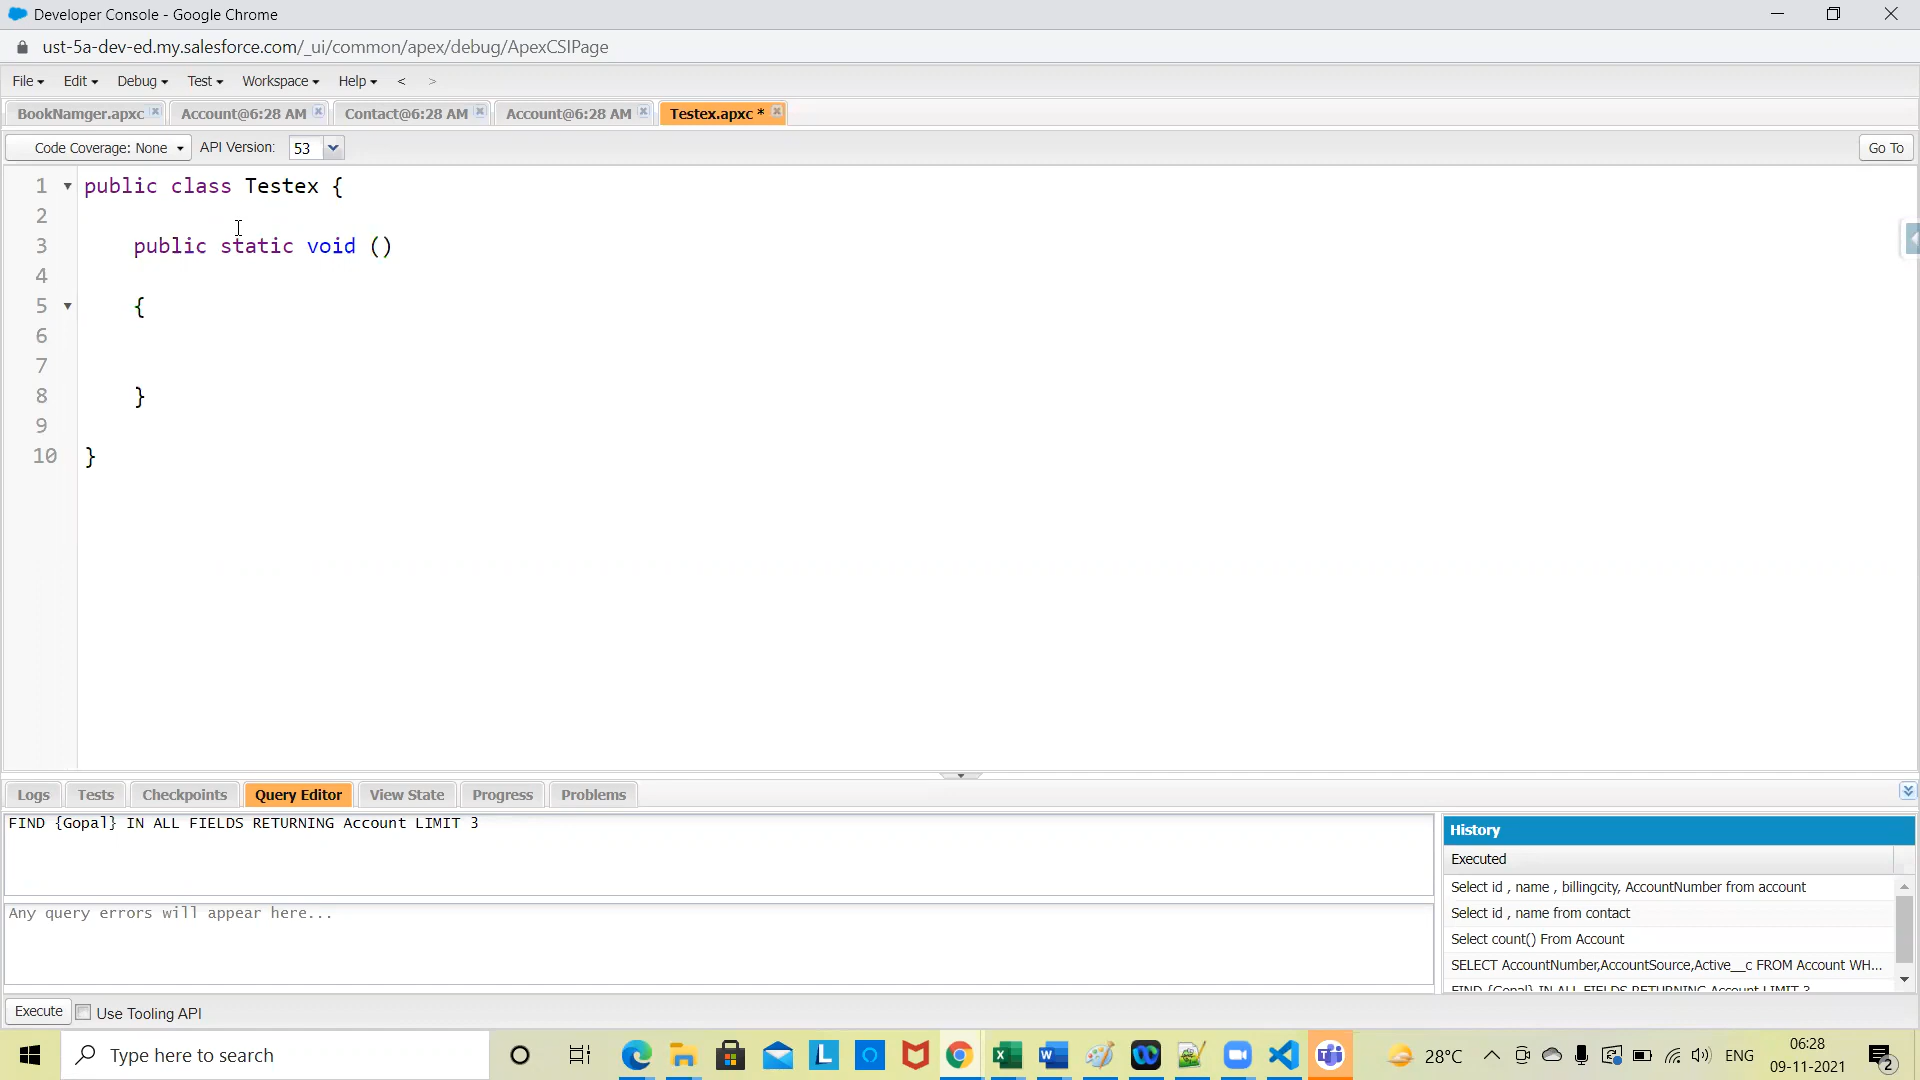 Developer Console - Google Chrome
ust-5a-dev-ed.my.salesforce.com/_ui/common/apex/debug/ApexCSIPage
File Edit Debug Test Workspace Help < >
BookNamger.apxc Account@6:28 AM Contact@6:28 AM Account@6:28 AM Testex.apxc *
Code Coverage: None API Version: 53 Go To
1 public class Testex {
2
3 public static void ()
4
5 {
6
7
8 }
9
10 }
Logs Tests Checkpoints Query Editor View State Progress Problems
FIND {Gopal} IN ALL FIELDS RETURNING Account LIMIT 3
Any query errors will appear here...
History
Executed
Select id , name , billingcity, AccountNumber from account
Select id , name from contact
Select count() From Account
SELECT AccountNumber,AccountSource,Active__c FROM Account WH...
FIND {Gopal} IN ALL FIELDS RETURNING Account LIMIT 3
Execute Use Tooling API
Type here to search
28°C ENG
06:28
09-11-2021
2